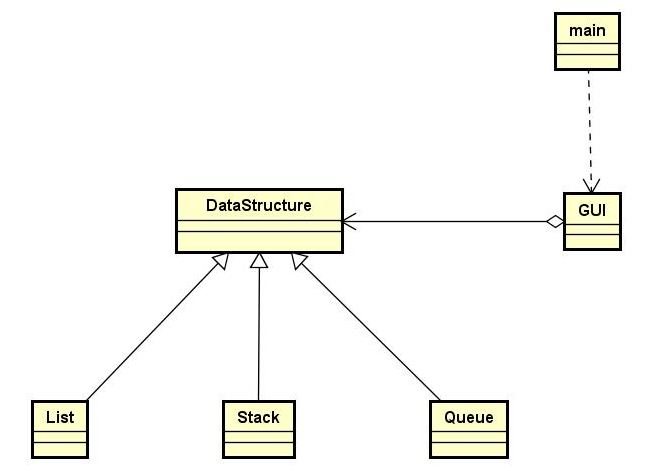 main
DataStructure
GUI
List
Stack
Queue